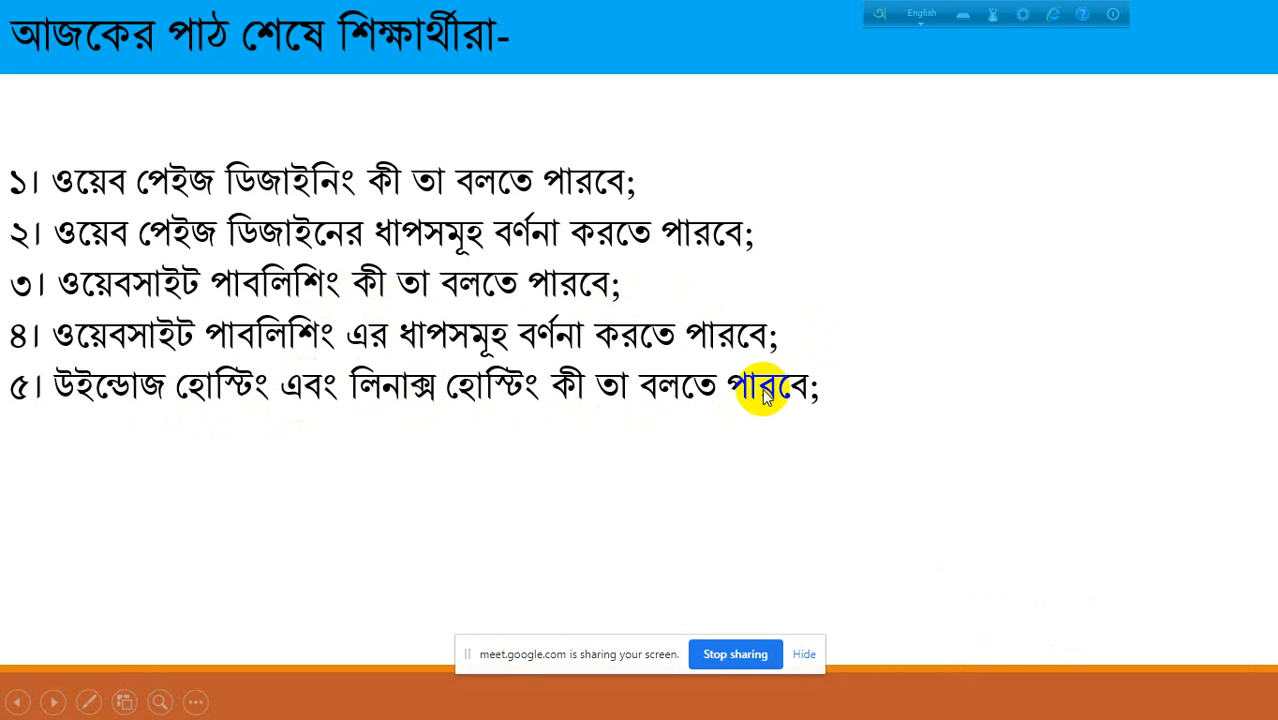 আজকের পাঠ শেষে শিক্ষার্থীরা-
English
১। ওয়েব পেইজ ডিজাইনিং কী তা বলতে পারবে;
২। ওয়েব পেইজ ডিজাইনের ধাপসমূহ বর্ণনা করতে পারবে;
৩। ওয়েবসাইট পাবলিশিং কী তা বলতে পারবে;
৪। ওয়েবসাইট পাবলিশিং এর ধাপসমূহ বর্ণনা করতে পারবে;
৫। উইন্ডোজ হোস্টিং এবং লিনাক্স হোস্টিং কী তা বলতে পারবে;
meet.google.com is sharing your screen. Stop sharing Hide